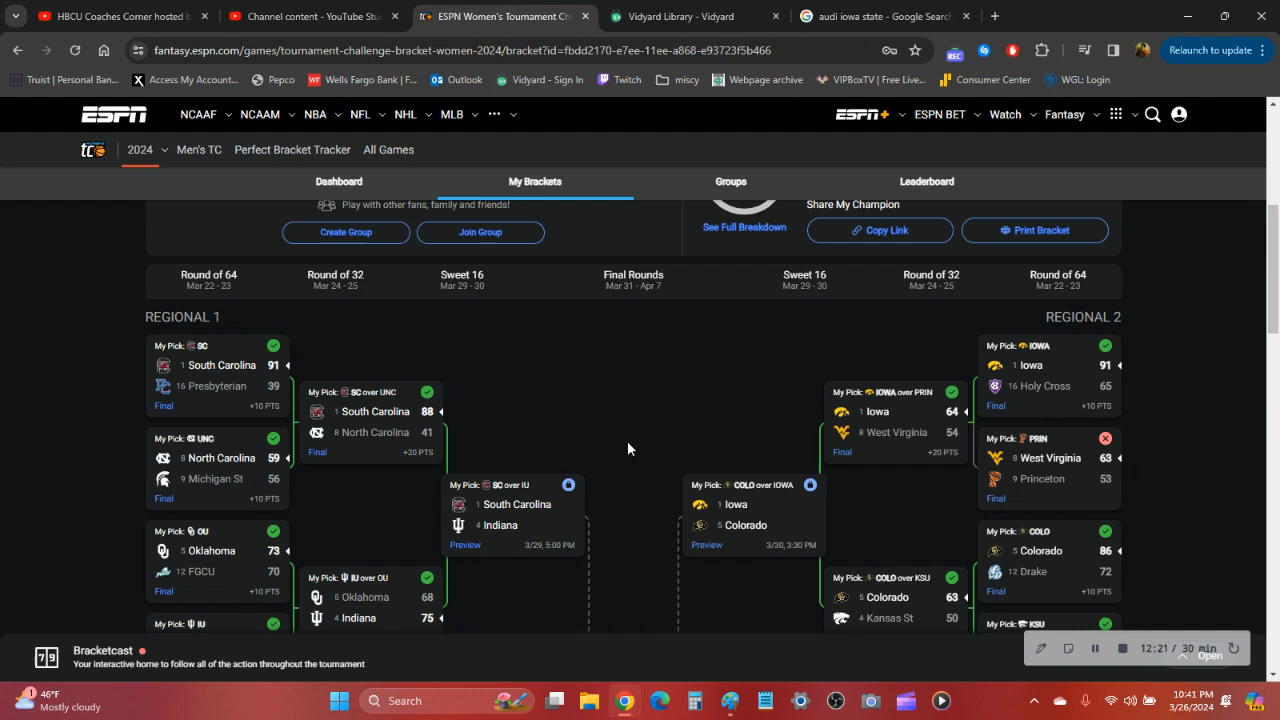 HBCU Coaches Corner hosted b
Channel content - YouTube Stu
ESPN Women's Tournament Ch
Vidyard Library - Vidyard
audi iowa state - Google Search
fantasy.espn.com/games/tournament-challenge-bracket-women-2024/bracket?id=fbdd2170-e7ee-11ee-a868-e93723f5b466
REC
Relaunch to update
Truist | Personal Ban...
Access My Account...
Pepco
Wells Fargo Bank | F...
Outlook
Vidyard - Sign In
Twitch
miscy
Webpage archive
VIPBoxTV | Free Live...
Consumer Center
WGL: Login
ESPN
NCAAF
NCAAM
NBA
NFL
NHL
MLB
ESPN+
ESPN BET
Watch
Fantasy
tc
2024
Men's TC
Perfect Bracket Tracker
All Games
Dashboard
My Brackets
Groups
Leaderboard
Play with other fans, family and friends!
Create Group
Join Group
See Full Breakdown
Share My Champion
Copy Link
Print Bracket
Round of 64
Mar 22 - 23
Round of 32
Mar 24 - 25
Sweet 16
Mar 29 - 30
Final Rounds
Mar 31 - Apr 7
Sweet 16
Mar 29 - 30
Round of 32
Mar 24 - 25
Round of 64
Mar 22 - 23
REGIONAL 1
REGIONAL 2
My Pick: SC
1 South Carolina 91
16 Presbyterian 39
Final +10 PTS
My Pick: UNC
8 North Carolina 59
9 Michigan St 56
Final +10 PTS
My Pick: OU
5 Oklahoma 73
12 FGCU 70
Final +10 PTS
My Pick: IU
My Pick: SC over UNC
1 South Carolina 88
8 North Carolina 41
Final +20 PTS
My Pick: IU over OU
5 Oklahoma 68
4 Indiana 75
My Pick: SC over IU
1 South Carolina
4 Indiana
Preview 3/29, 5:00 PM
My Pick: COLO over IOWA
1 Iowa
5 Colorado
Preview 3/30, 3:30 PM
My Pick: IOWA over PRIN
1 Iowa 64
8 West Virginia 54
Final +20 PTS
My Pick: COLO over KSU
5 Colorado 63
4 Kansas St 50
My Pick: IOWA
1 Iowa 91
16 Holy Cross 65
Final +10 PTS
My Pick: PRIN
8 West Virginia 63
9 Princeton 53
Final
My Pick: COLO
5 Colorado 86
12 Drake 72
Final +10 PTS
My Pick: KSU
79
Bracketcast
Your interactive home to follow all of the action throughout the tournament
12:21 / 30 min
Open
1
46°F
Mostly cloudy
Search
10:41 PM
3/26/2024